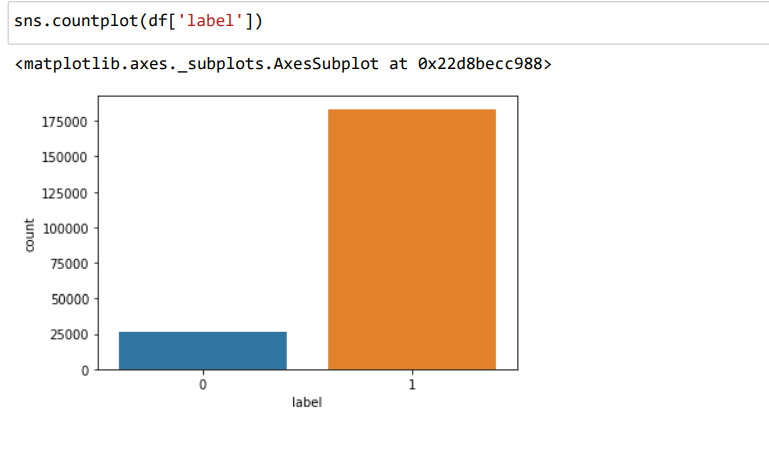 sns.countplot(df['label'])
<matplotlib.axes._subplots.AxesSubplot at 0x22d8becc988>
175000
150000
125000
100000
75000
50000
25000
0
count
0 1
label